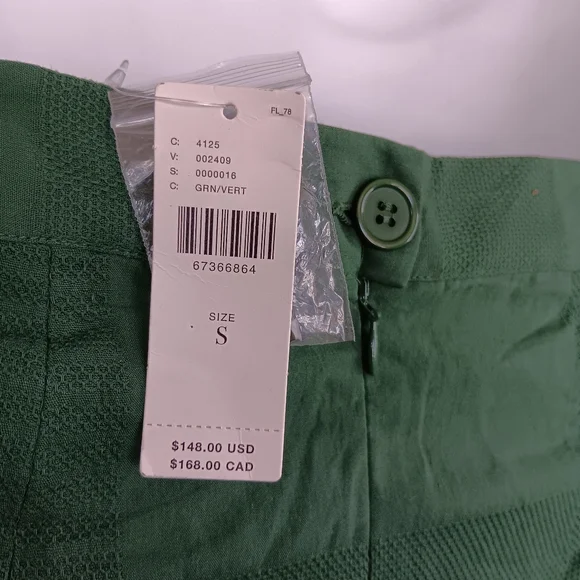 FL_78
C: 4125
V: 002409
S: 0000016
C: GRN/VERT
67366864
SIZE
S
$148.00 USD
$168.00 CAD